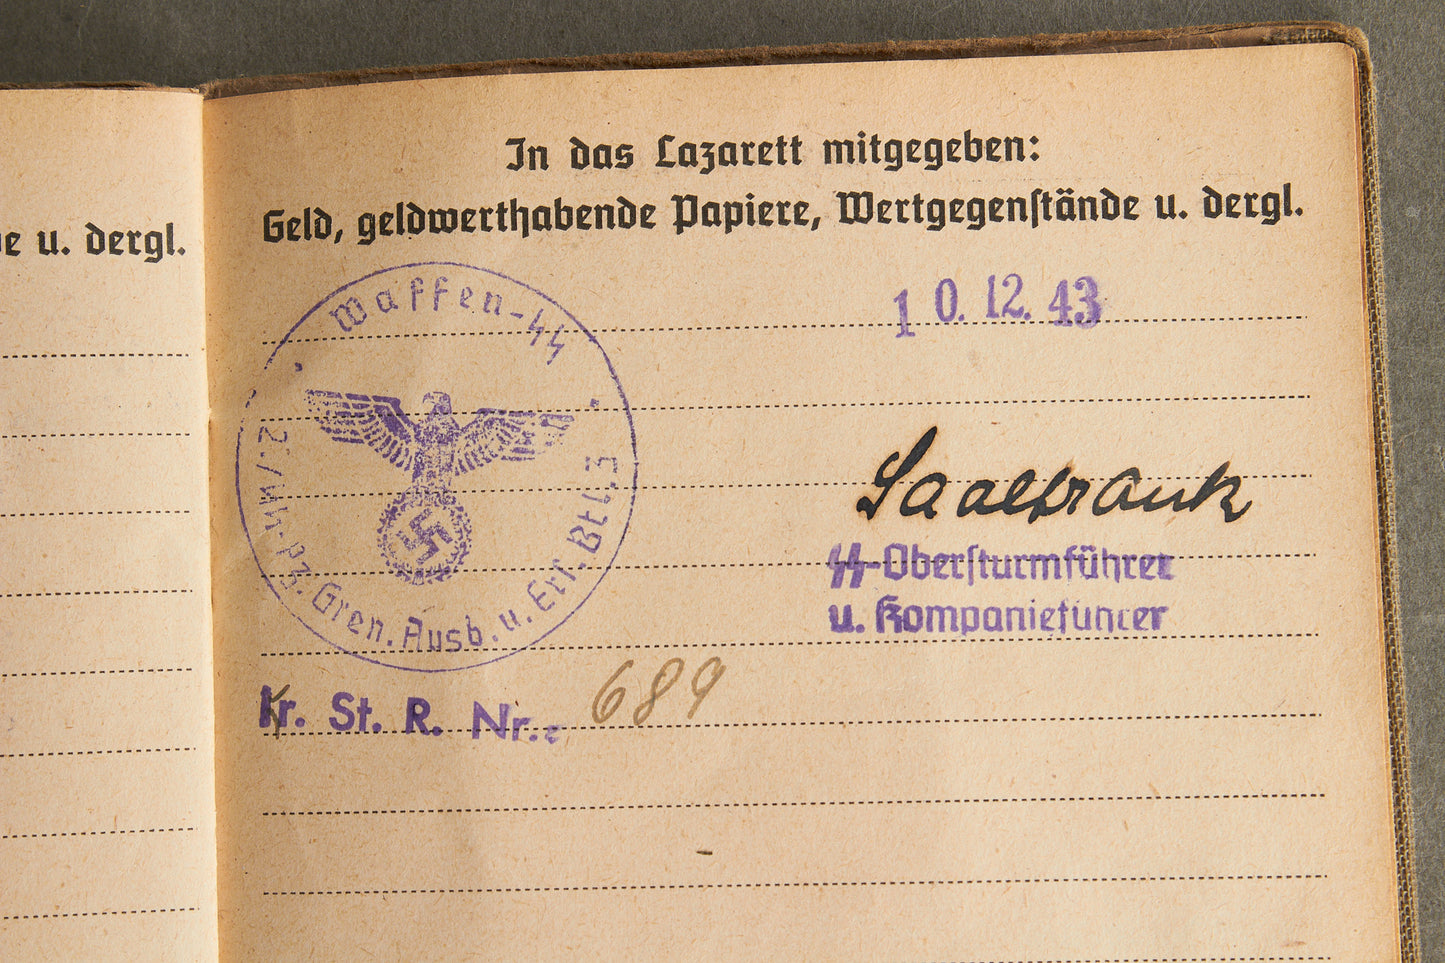 In das Lazarett mitgegeben:
Geld, geldwerthabende Papiere, Wertgegenstände u. dergl.
u. dergl.
10.12.43
Waffen-SS
2./SS-Pz. Gren. Ausb. u. Ers. Btl. 3
Saalfrank
SS-Obersturmführer
u. Kompanieführer
Kr. St. R. Nr.: 689